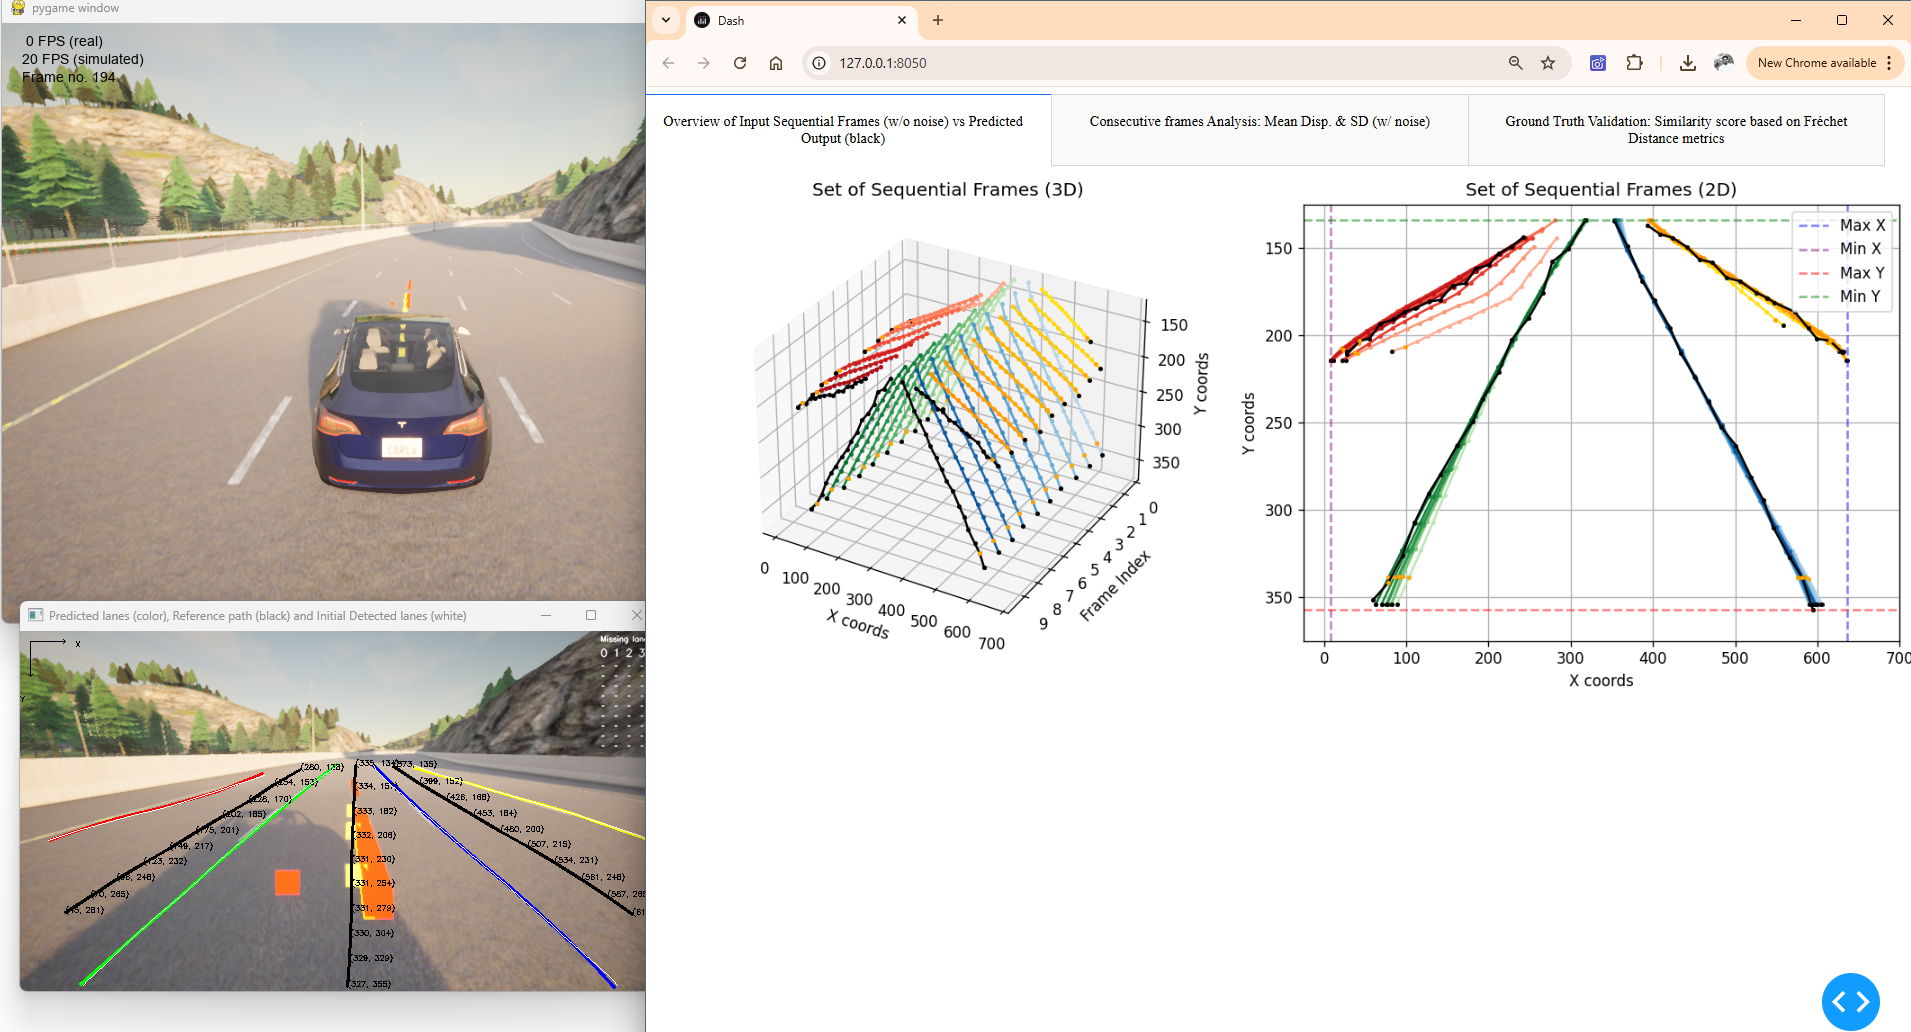 pygame window
0 FPS (real)
20 FPS (simulated)
Frame no. 194
CARLA
Predicted lanes (color), Reference path (black) and Initial Detected lanes (white)
X
Y
Missing lan
0 1 2 3
(260, 138)
(335, 134)
(373, 135)
(254, 153)
(334, 157)
(399, 152)
(228, 170)
(333, 182)
(426, 168)
(202, 185)
(332, 206)
(453, 184)
(175, 201)
(331, 230)
(480, 200)
(149, 217)
(331, 254)
(507, 215)
(123, 232)
(331, 279)
(534, 231)
(96, 248)
(330, 304)
(561, 248)
(70, 265)
(329, 329)
(587, 265
(45, 281)
(327, 355)
Dash
127.0.0.1:8050
New Chrome available
Overview of Input Sequential Frames (w/o noise) vs Predicted
Output (black)
Consecutive frames Analysis: Mean Disp. & SD (w/ noise)
Ground Truth Validation: Similarity score based on Fréchet
Distance metrics
Set of Sequential Frames (3D)
150
200
250
300
350
Y coords
0
1
2
3
4
5
6
7
8
9
Frame Index
0
100
200
300
400
500
600
700
X coords
Set of Sequential Frames (2D)
Max X
Min X
Max Y
Min Y
150
200
250
300
350
Y coords
0
100
200
300
400
500
600
700
X coords